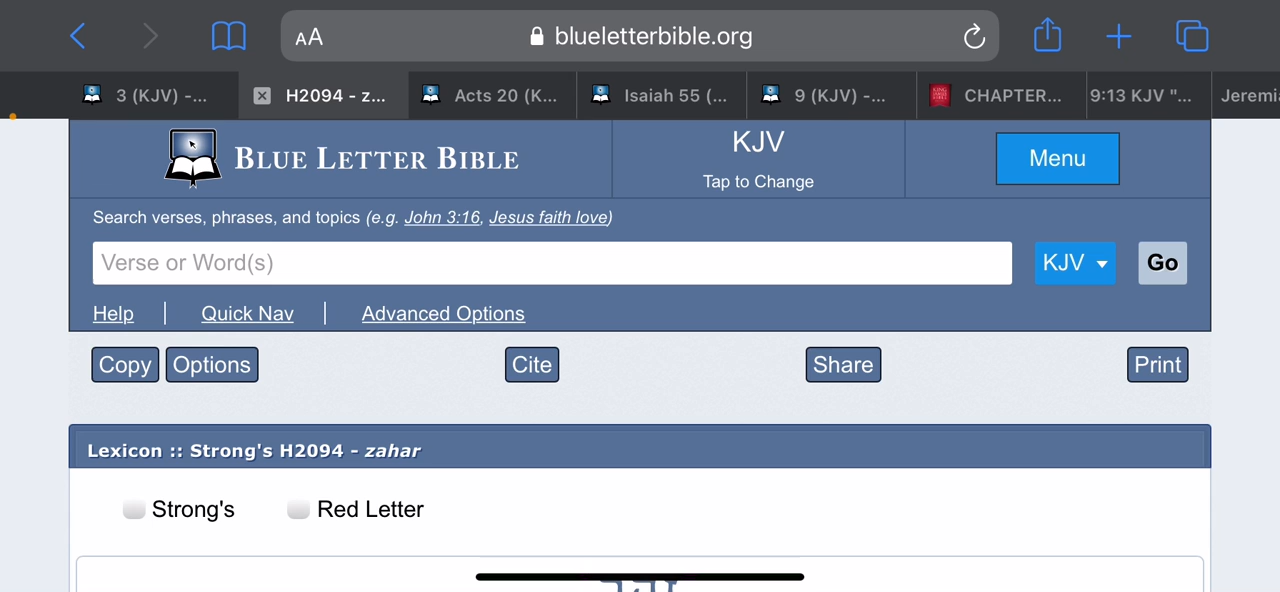 AA blueletterbible.org
3 (KJV) -... H2094 - z... Acts 20 (K... Isaiah 55 (... 9 (KJV) -... CHAPTER... 9:13 KJV "... Jeremi
BLUE LETTER BIBLE
KJV
Tap to Change
Menu
Search verses, phrases, and topics (e.g. John 3:16, Jesus faith love)
Verse or Word(s) KJV Go
Help Quick Nav Advanced Options
Copy Options Cite Share Print
Lexicon :: Strong's H2094 - zahar
Strong's Red Letter